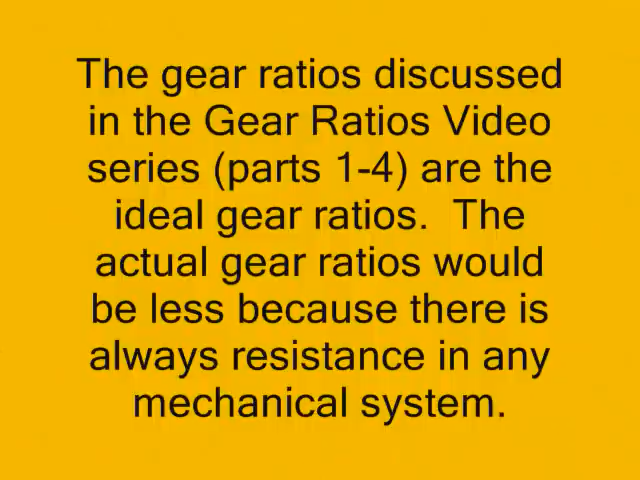 The gear ratios discussed
in the Gear Ratios Video
series (parts 1-4) are the
ideal gear ratios.  The
actual gear ratios would
be less because there is
always resistance in any
mechanical system.